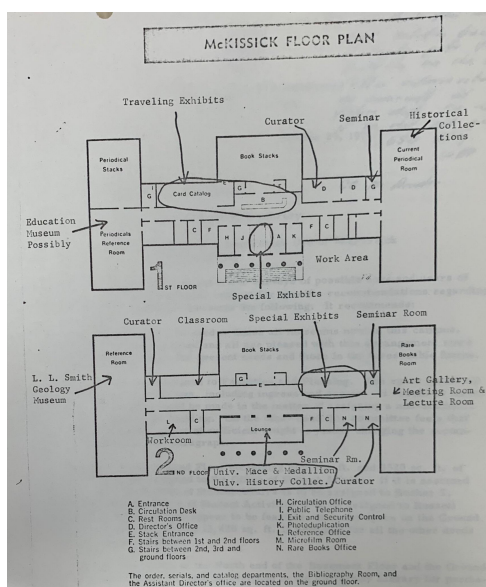 McKISSICK FLOOR PLAN
Traveling Exhibits
Curator
Seminar
Historical
Collec-
tions
Periodical
Stacks
Book Stacks
Current
Periodical
Room
Card Catalog
G
G
B
D
D
G
Education
Museum
Possibly
Periodicals
Reference
Room
C
F
H
J
A
K
F
C
Work Area
1ST FLOOR
Special Exhibits
Curator
Classroom
Special Exhibits
Seminar Room
Reference
Room
Book Stacks
Rare
Books
Room
G
E
G
L. L. Smith
Geology
Museum
Art Gallery,
Meeting Room &
Lecture Room
L
C
Lounge
F
C
N
N
Workroom
Seminar Rm.
2ND FLOOR
Univ. Mace & Medallion
Univ. History Collec.
Curator
A. Entrance
B. Circulation Desk
C. Rest Rooms
D. Director's Office
E. Stack Entrance
F. Stairs between 1st and 2nd floors
G. Stairs between 2nd, 3rd and
ground floors
H. Circulation Office
I. Public Telephone
J. Exit and Security Control
K. Photoduplication
L. Reference Office
M. Microfilm Room
N. Rare Books Office
The order, serials, and catalog departments, the Bibliography Room, and
the Assistant Director's office are located on the ground floor.